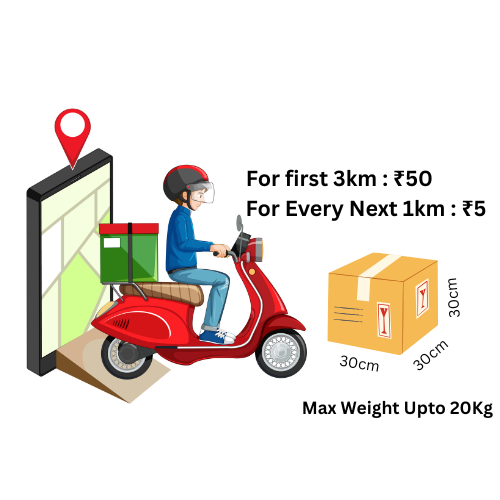 For first 3km : ₹50
For Every Next 1km : ₹5
30cm
30cm
30cm
Max Weight Upto 20Kg